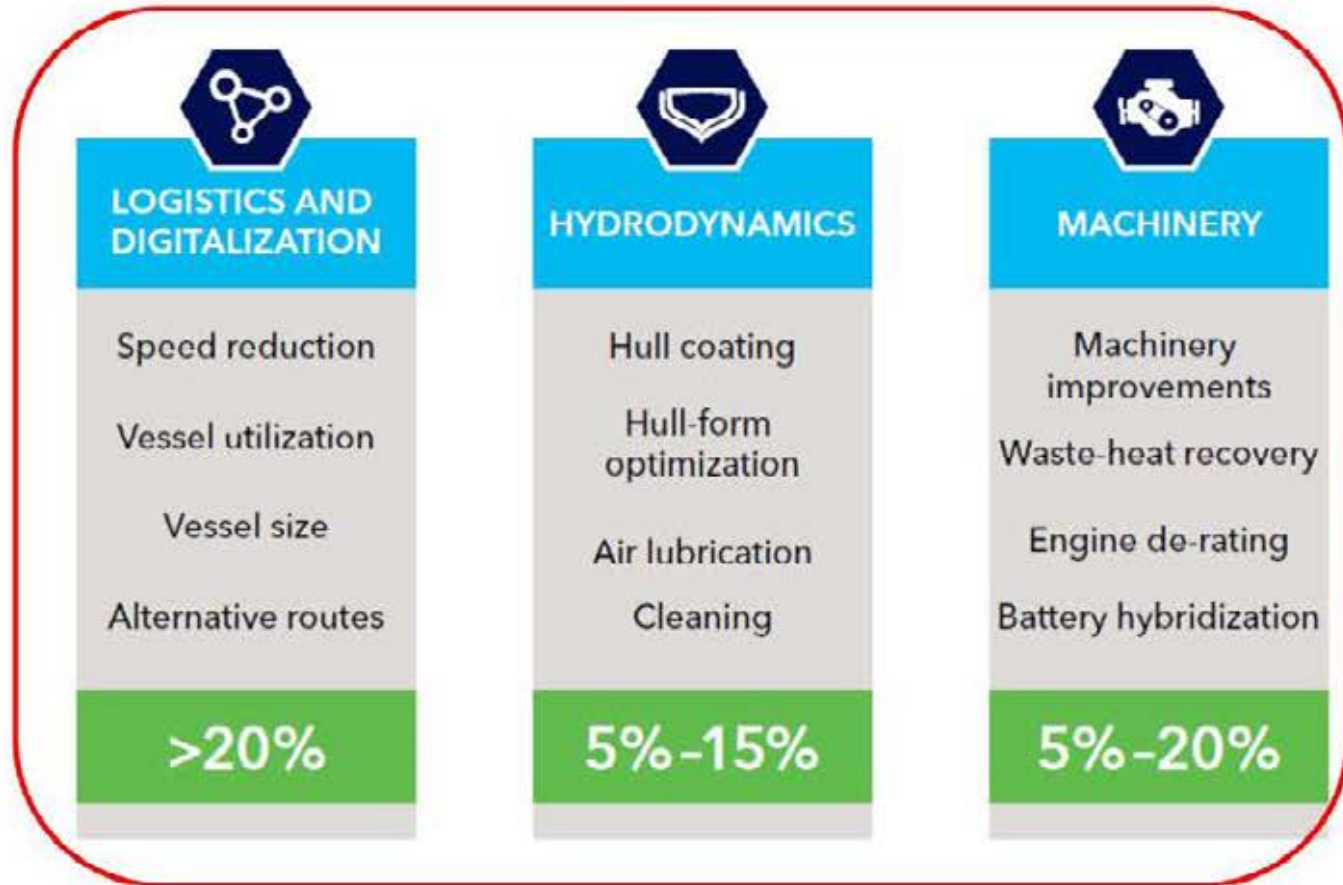 LOGISTICS AND
DIGITALIZATION
Speed reduction
Vessel utilization
Vessel size
Alternative routes
>20%
HYDRODYNAMICS
Hull coating
Hull-form
optimization
Air lubrication
Cleaning
5%–15%
MACHINERY
Machinery
improvements
Waste-heat recovery
Engine de-rating
Battery hybridization
5%–20%